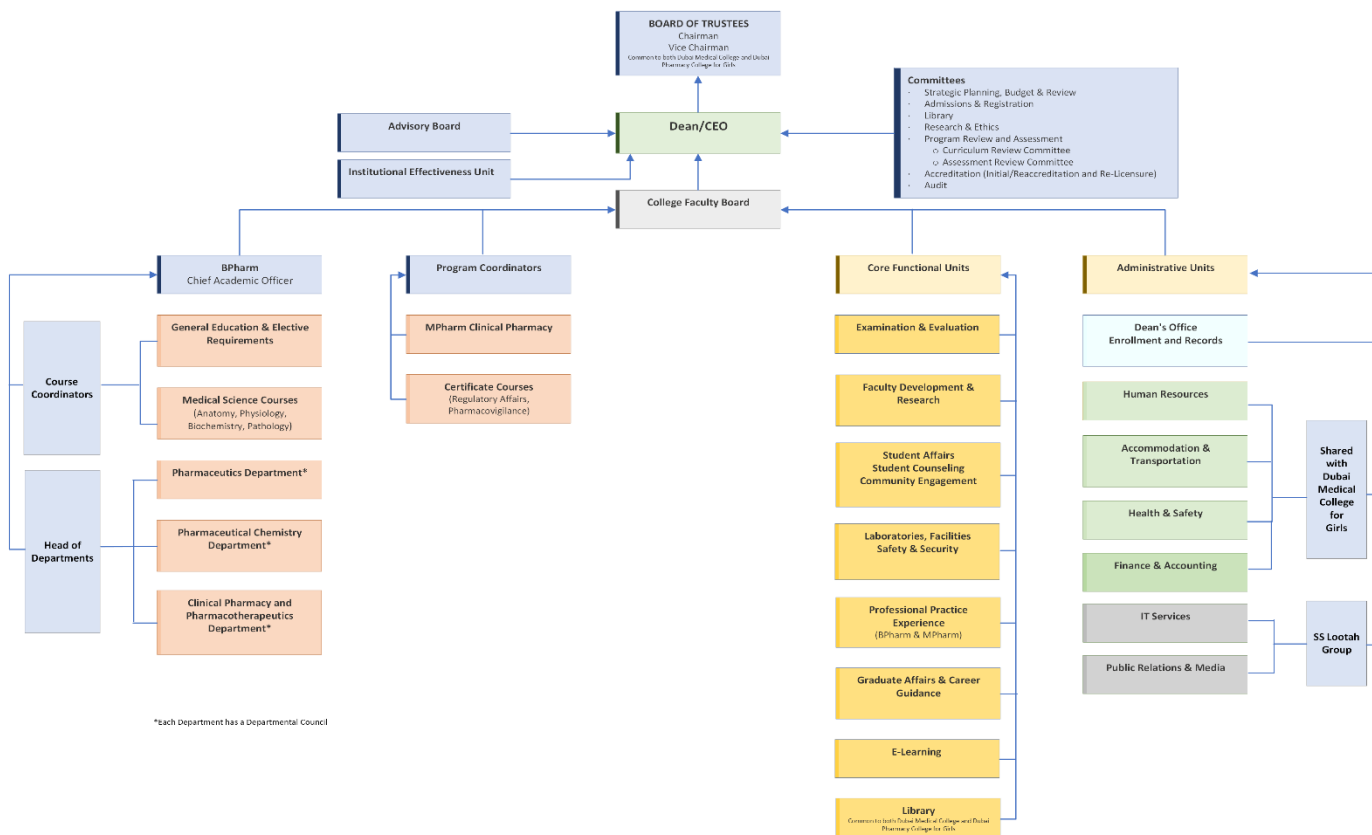 BOARD OF TRUSTEES
Chairman
Vice Chairman
Common to both Dubai Medical College and Dubai
Pharmacy College for Girls
Committees
- Strategic Planning, Budget & Review
- Admissions & Registration
- Library
- Research & Ethics
- Program Review and Assessment
o Curriculum Review Committee
o Assessment Review Committee
- Accreditation (Initial/Reaccreditation and Re-Licensure)
- Audit
Advisory Board
Dean/CEO
Institutional Effectiveness Unit
College Faculty Board
BPharm
Chief Academic Officer
Program Coordinators
Core Functional Units
Administrative Units
Course
Coordinators
General Education & Elective
Requirements
Medical Science Courses
(Anatomy, Physiology,
Biochemistry, Pathology)
Head of
Departments
Pharmaceutics Department*
Pharmaceutical Chemistry
Department*
Clinical Pharmacy and
Pharmacotherapeutics
Department*
*Each Department has a Departmental Council
MPharm Clinical Pharmacy
Certificate Courses
(Regulatory Affairs,
Pharmacovigilance)
Examination & Evaluation
Faculty Development &
Research
Student Affairs
Student Counseling
Community Engagement
Laboratories, Facilities
Safety & Security
Professional Practice
Experience
(BPharm & MPharm)
Graduate Affairs & Career
Guidance
E-Learning
Library
Common to both Dubai Medical College and Dubai
Pharmacy College for Girls
Dean's Office
Enrollment and Records
Human Resources
Accommodation &
Transportation
Health & Safety
Finance & Accounting
Shared
with
Dubai
Medical
College
for
Girls
IT Services
Public Relations & Media
SS Lootah
Group